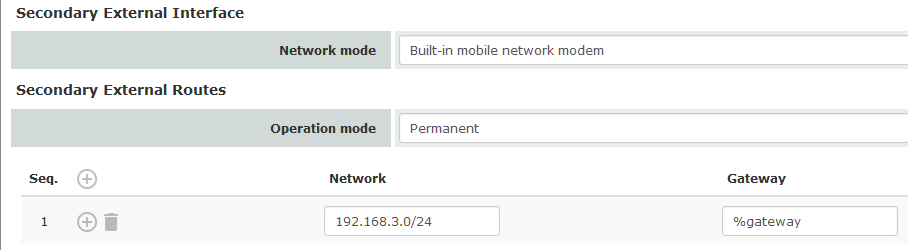 Secondary External Interface
Network mode Built-in mobile network modem
Secondary External Routes
Operation mode Permanent
Seq. Network Gateway
1 192.168.3.0/24 %gateway